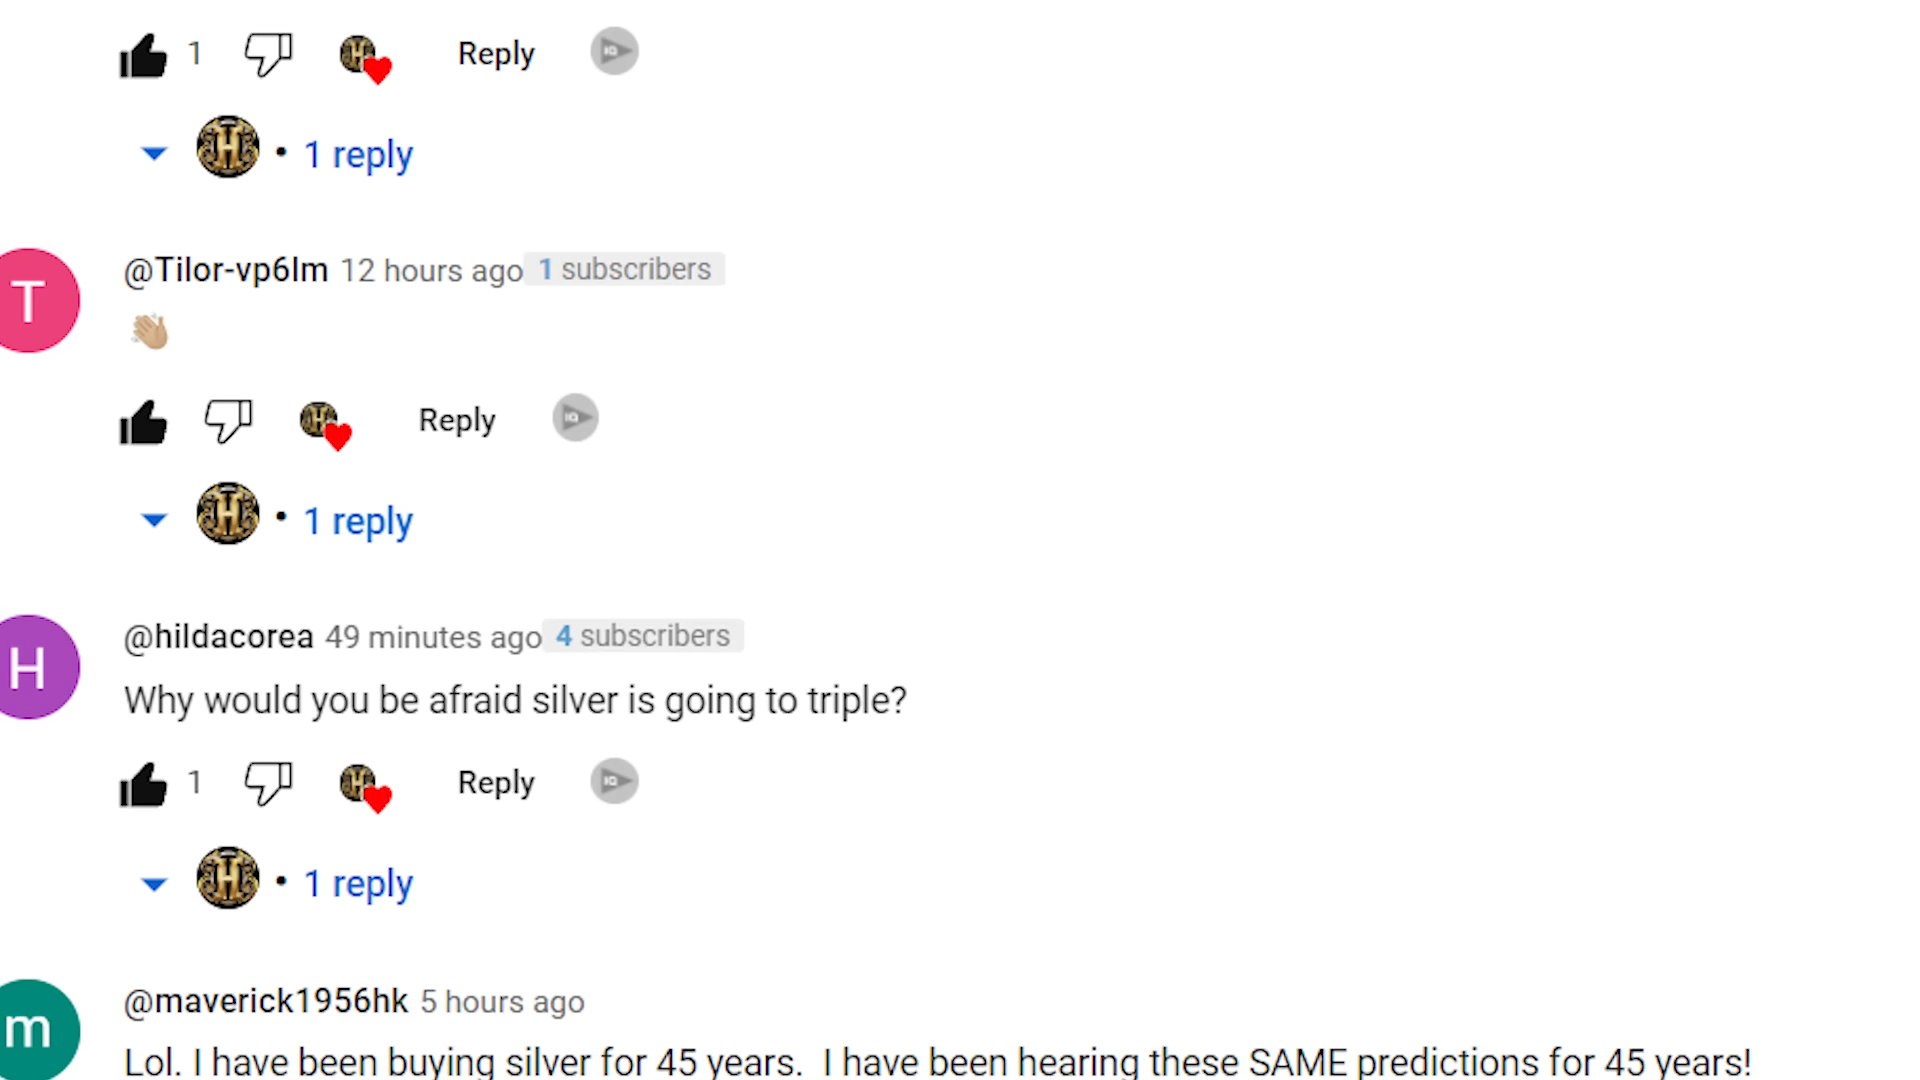 1 Reply
1 reply
T
@Tilor-vp6lm 12 hours ago 1 subscribers
👏🏼
Reply
1 reply
H
@hildacorea 49 minutes ago 4 subscribers
Why would you be afraid silver is going to triple?
1 Reply
1 reply
m
@maverick1956hk 5 hours ago
Lol. I have been buying silver for 45 years.  I have been hearing these SAME predictions for 45 years!